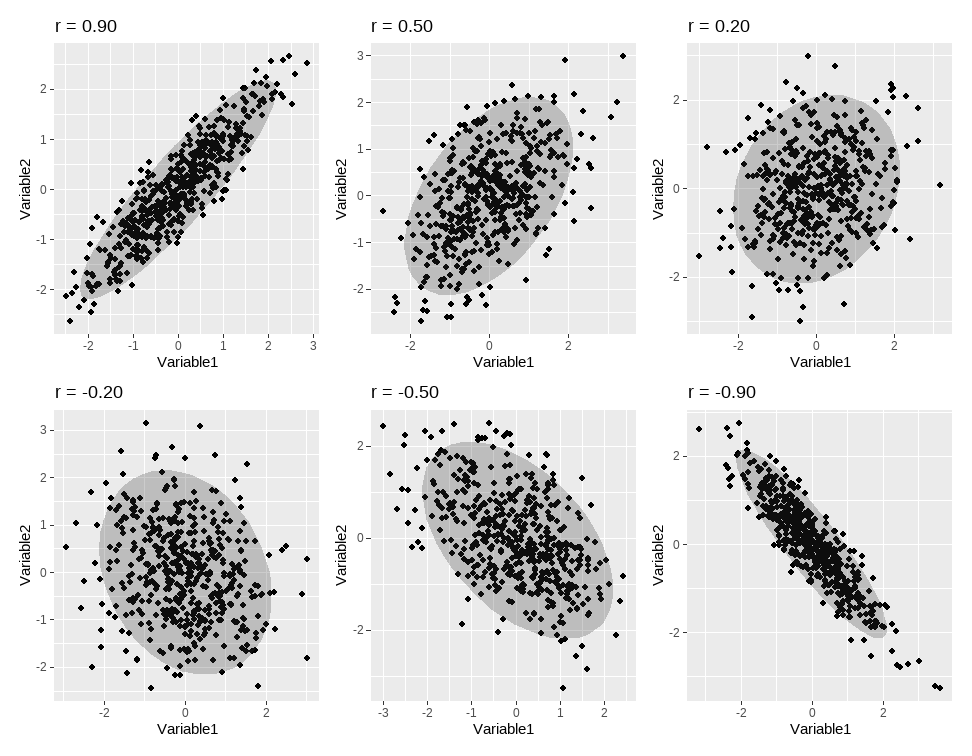 r = 0.90
r = 0.50
r = 0.20
Variable2
2
1
0
-1
-2
-2
-1
0
1
2
3
Variable1
Variable2
3
2
1
0
-1
-2
-2
0
2
Variable1
Variable2
2
0
-2
-2
0
2
Variable1
r = -0.20
r = -0.50
r = -0.90
Variable2
3
2
1
0
-1
-2
-2
0
2
Variable1
Variable2
2
0
-2
-3
-2
-1
0
1
2
Variable1
Variable2
2
0
-2
-2
0
2
Variable1